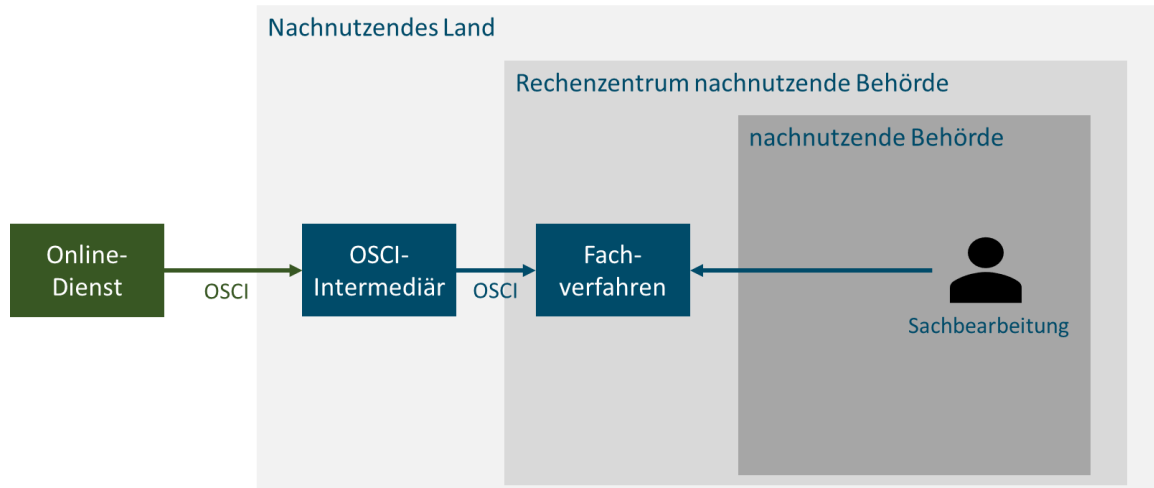 Nachnutzendes Land
Rechenzentrum nachnutzende Behörde
nachnutzende Behörde
Online-
Dienst
OSCI
OSCI-
Intermediär
OSCI
Fach-
verfahren
Sachbearbeitung